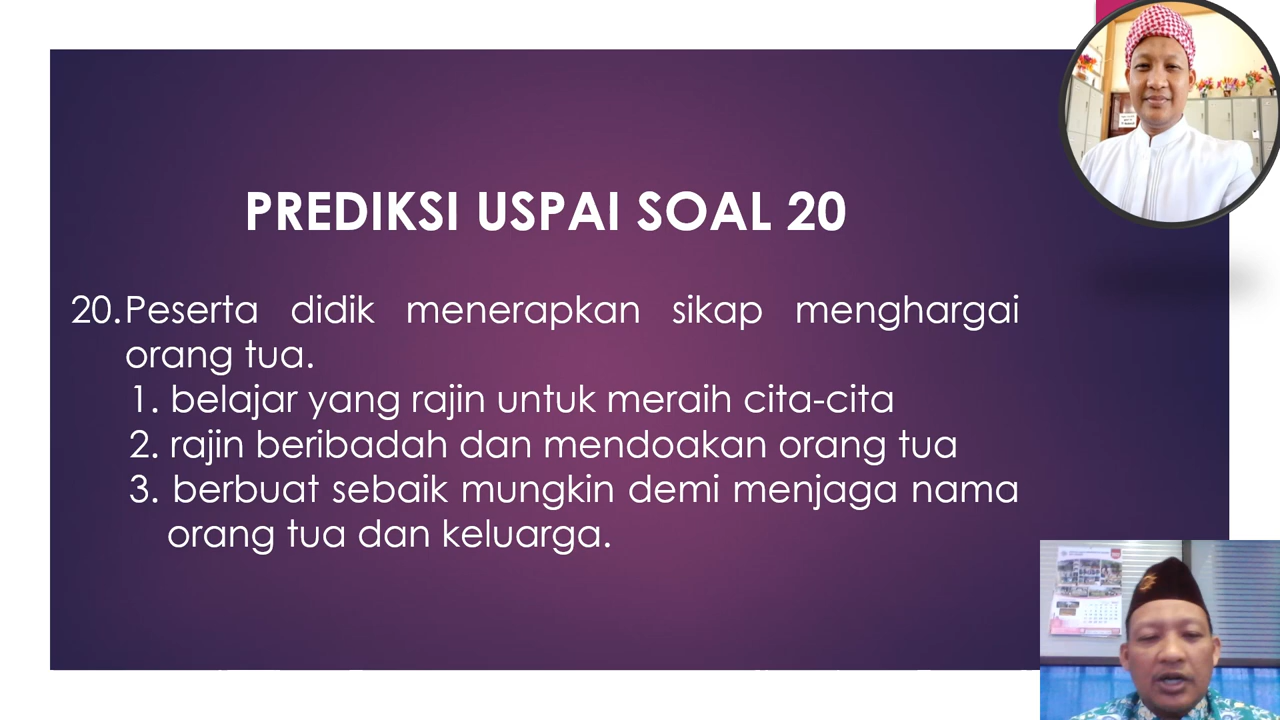 PREDIKSI USPAI SOAL 20
20.Peserta didik menerapkan sikap menghargai
orang tua.
1. belajar yang rajin untuk meraih cita-cita
2. rajin beribadah dan mendoakan orang tua
3. berbuat sebaik mungkin demi menjaga nama
orang tua dan keluarga.